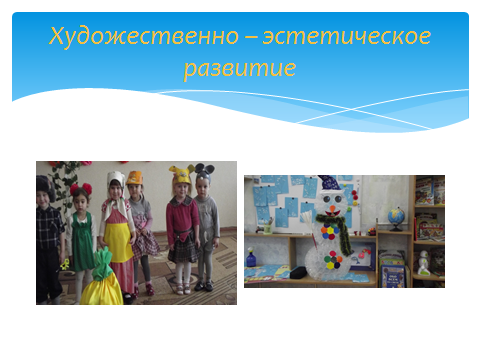 Художественно – эстетическое
развитие